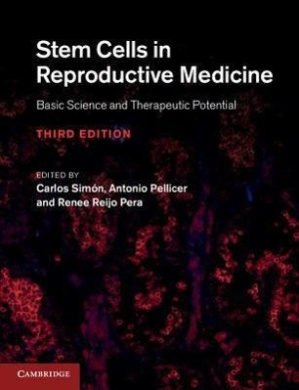 Stem Cells in
Reproductive Medicine
Basic Science and Therapeutic Potential
THIRD EDITION
EDITED BY
Carlos Simón, Antonio Pellicer
and Renee Reijo Pera
CAMBRIDGE